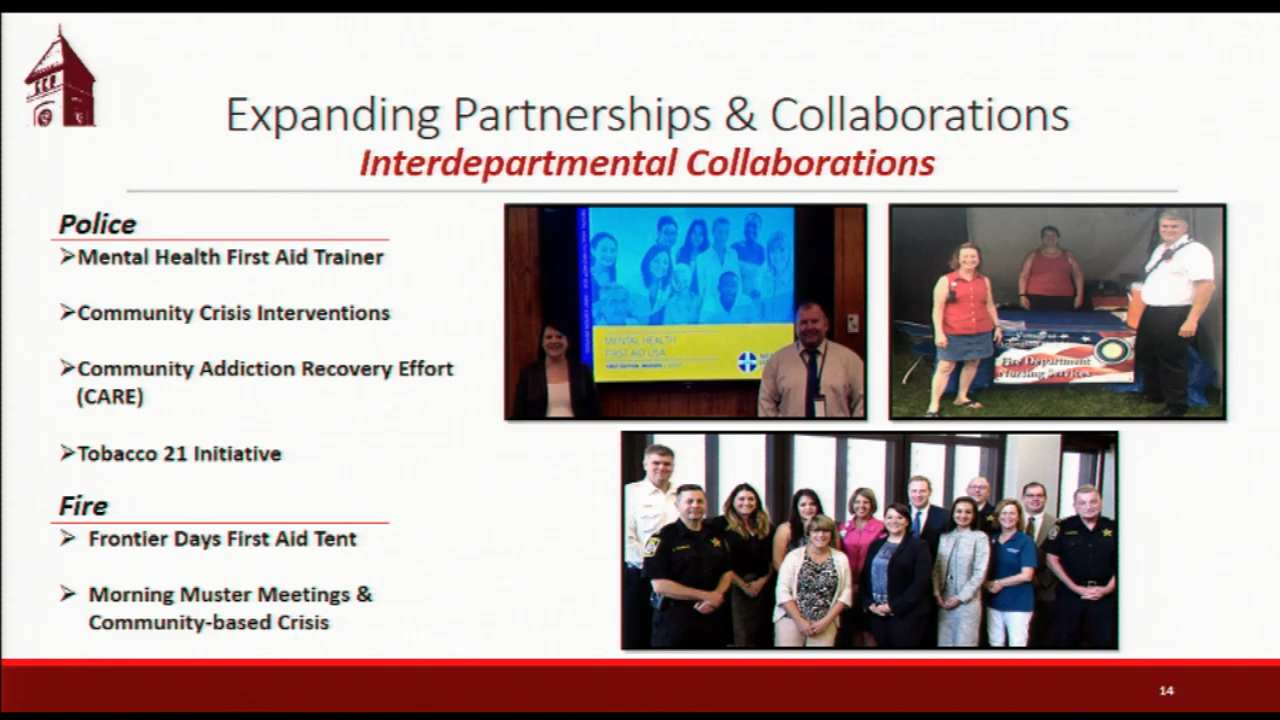 Expanding Partnerships & Collaborations
Interdepartmental Collaborations
Police
➢Mental Health First Aid Trainer
➢Community Crisis Interventions
➢Community Addiction Recovery Effort
(CARE)
➢Tobacco 21 Initiative
Fire
➢ Frontier Days First Aid Tent
➢ Morning Muster Meetings &
Community-based Crisis
MENTAL HEALTH
FIRST AID USA
Fire Department
Nursing Services
14